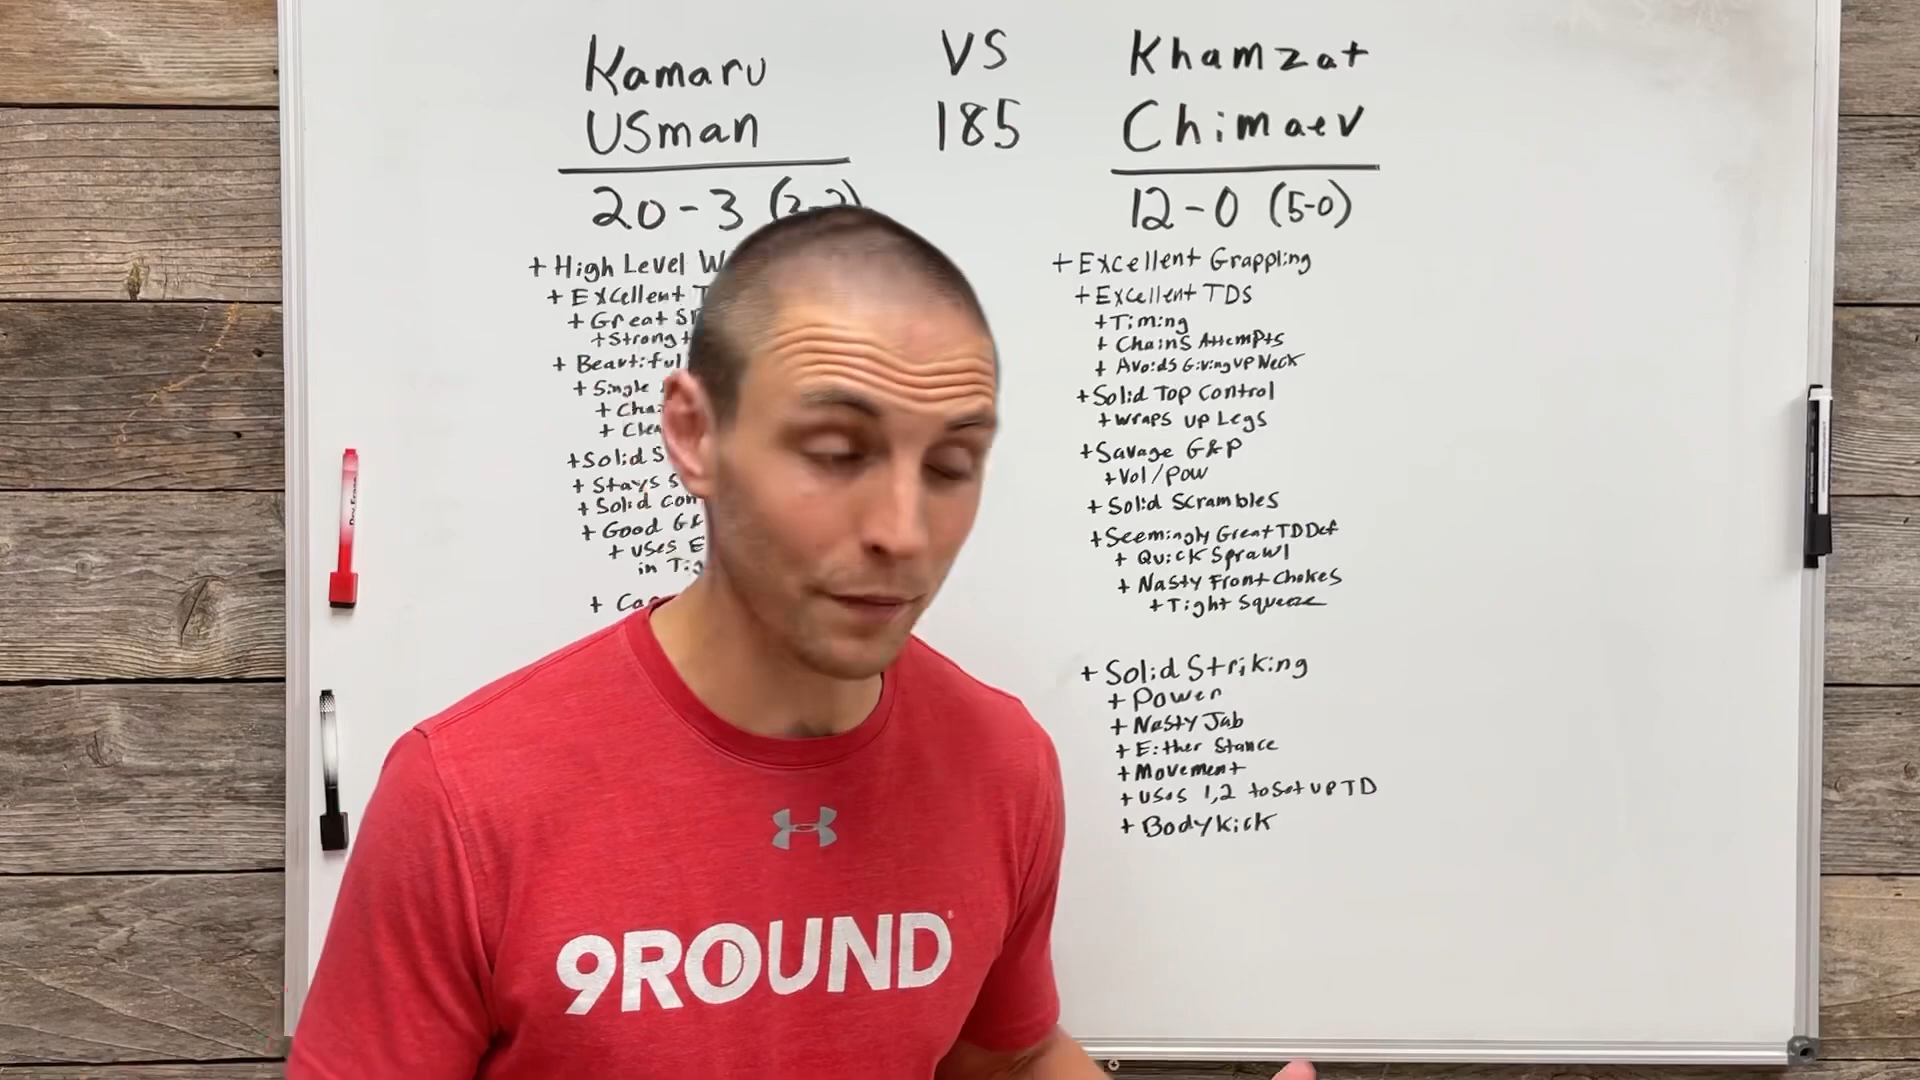 Kamaru
Usman
VS
185
Khamzat
Chimaev
20-3
12-0 (5-0)
+ High Level
+ Excellent
+ Great
+ Strong
+ Beautiful
+ Single
+
+
+ Solid
+ Stays
+ Solid
+ Good
+ uses
in
+
+ Excellent Grappling
+ Excellent TDS
+ Timing
+ Chains Attempts
+ Avoids Giving up Neck
+ Solid Top Control
+ Wraps up Legs
+ Savage G&P
+ Vol/Pow
+ Solid Scrambles
+ Seemingly Great TD Def
+ Quick Sprawl
+ Nasty Front Chokes
+ Tight Squeeze
+ Solid Striking
+ Power
+ Nasty Jab
+ Either Stance
+ Movement
+ Uses 1,2 to set up TD
+ Body Kick
9ROUND